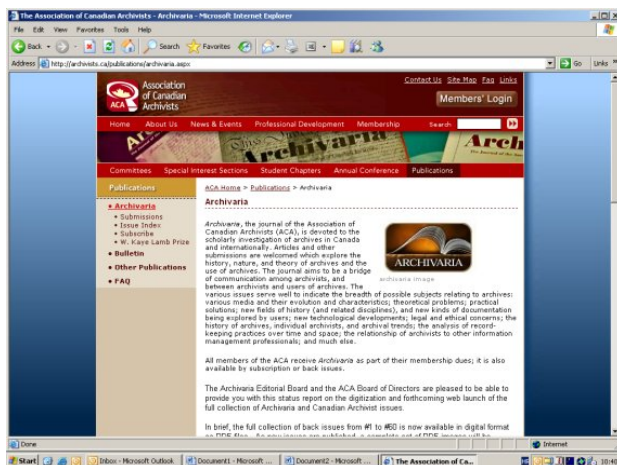 The Association of Canadian Archivists - Archivaria - Microsoft Internet Explorer
File Edit View Favorites Tools Help
Back Search Favorites
Address http://archivists.ca/publications/archivaria.aspx Go Links
Contact Us Site Map Faq Links
Association
of Canadian
Archivists
ACA
Members' Login
Home About Us News & Events Professional Development Membership Search
Archivaria
Committees Special Interest Sections Student Chapters Annual Conference Publications
Publications
ACA Home > Publications > Archivaria
• Archivaria
• Submissions
• Issue Index
• Subscribe
• W. Kaye Lamb Prize
• Bulletin
• Other Publications
• FAQ
Archivaria
Archivaria, the journal of the Association of
Canadian Archivists (ACA), is devoted to the
scholarly investigation of archives in Canada
and internationally. Articles and other
submissions are welcomed which explore the
history, nature, and theory of archives and the
use of archives. The journal aims to be a bridge
of communication among archivists, and
between archivists and users of archives. The
ARCHIVARIA
archivaria image
various issues serve well to indicate the breadth of possible subjects relating to archives:
various media and their evolution and characteristics; theoretical problems; practical
solutions; new fields of history (and related disciplines), and new kinds of documentation
being explored by users; new technological developments; legal and ethical concerns; the
history of archives, individual archivists, and archival trends; the analysis of record-
keeping practices over time and space; the relationship of archivists to other information
management professionals; and much else.
All members of the ACA receive Archivaria as part of their membership dues; it is also
available by subscription or back issues.
The Archivaria Editorial Board and the ACA Board of Directors are pleased to be able to
provide you with this status report on the digitization and forthcoming web launch of the
full collection of Archivaria and Canadian Archivist issues.
In brief, the full collection of back issues from #1 to #60 is now available in digital format
Done Internet
Start Inbox - Microsoft Outlook Document1 - Microsoft ... Document2 - Microsoft ... The Association of Ca... 10:40